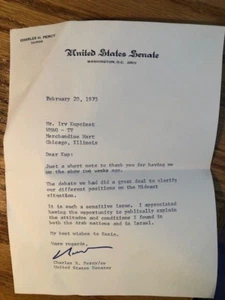 CHARLES H. PERCY
ILLINOIS
United States Senate
WASHINGTON, D.C. 20510
February 20, 1975
Mr. Irv Kupcinet
WMAQ - TV
Merchandise Mart
Chicago, Illinois
Dear Kup:
Just a short note to thank you for having me
on the show two weeks ago.
The debate we had did a great deal to clarify
our different positions on the Mideast
situation.
It is such a sensitive issue. I appreciated
having the opportunity to publically explain
the attitudes and conditions I found in
both the Arab nations and in Israel.
My best wishes to Essie.
Warm regards,
Charles H. Percy
United States Senator